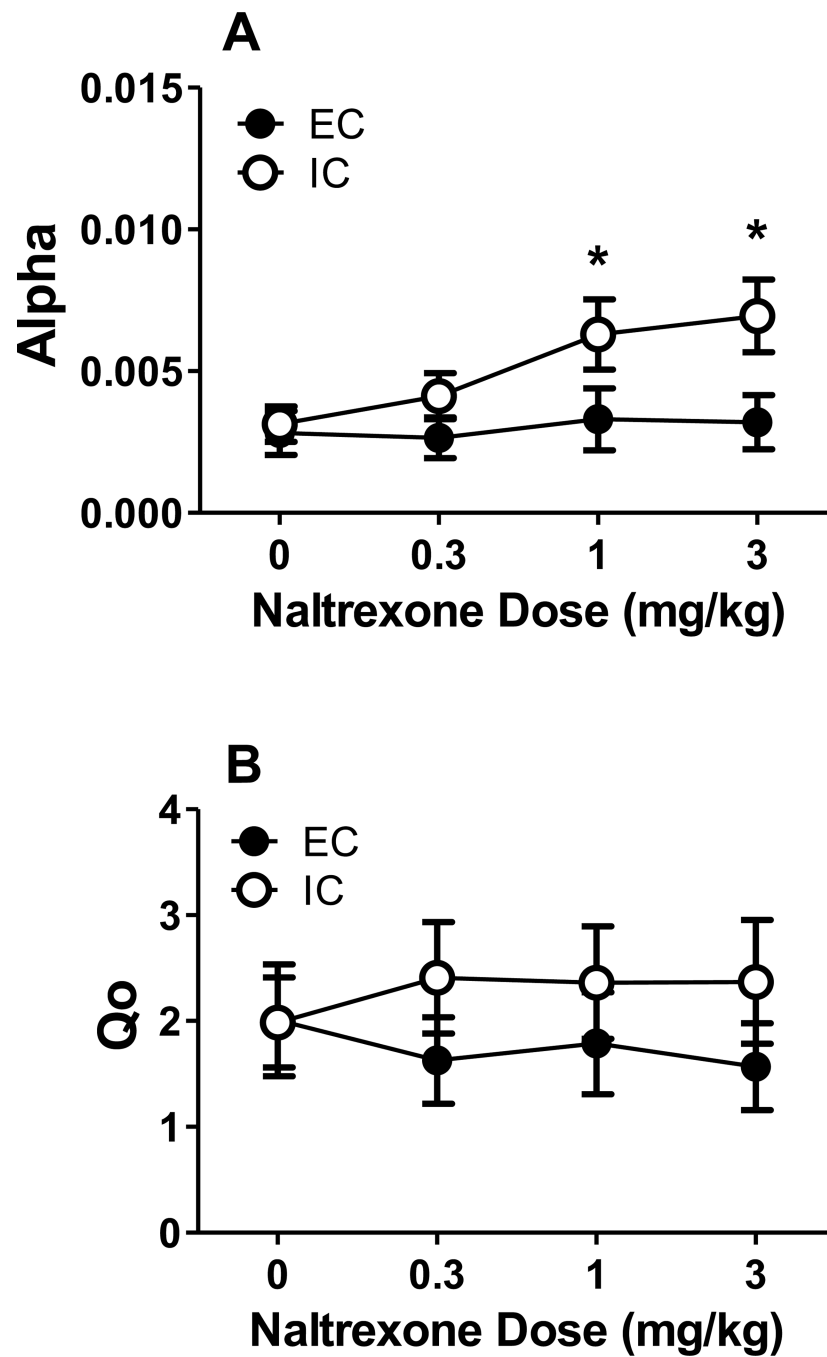 A
0.015
EC
IC
0.010
* *
0.005
0.000
Alpha
0 0.3 1 3
Naltrexone Dose (mg/kg)
B
4
EC
IC
3
2
1
0
Qo
0 0.3 1 3
Naltrexone Dose (mg/kg)